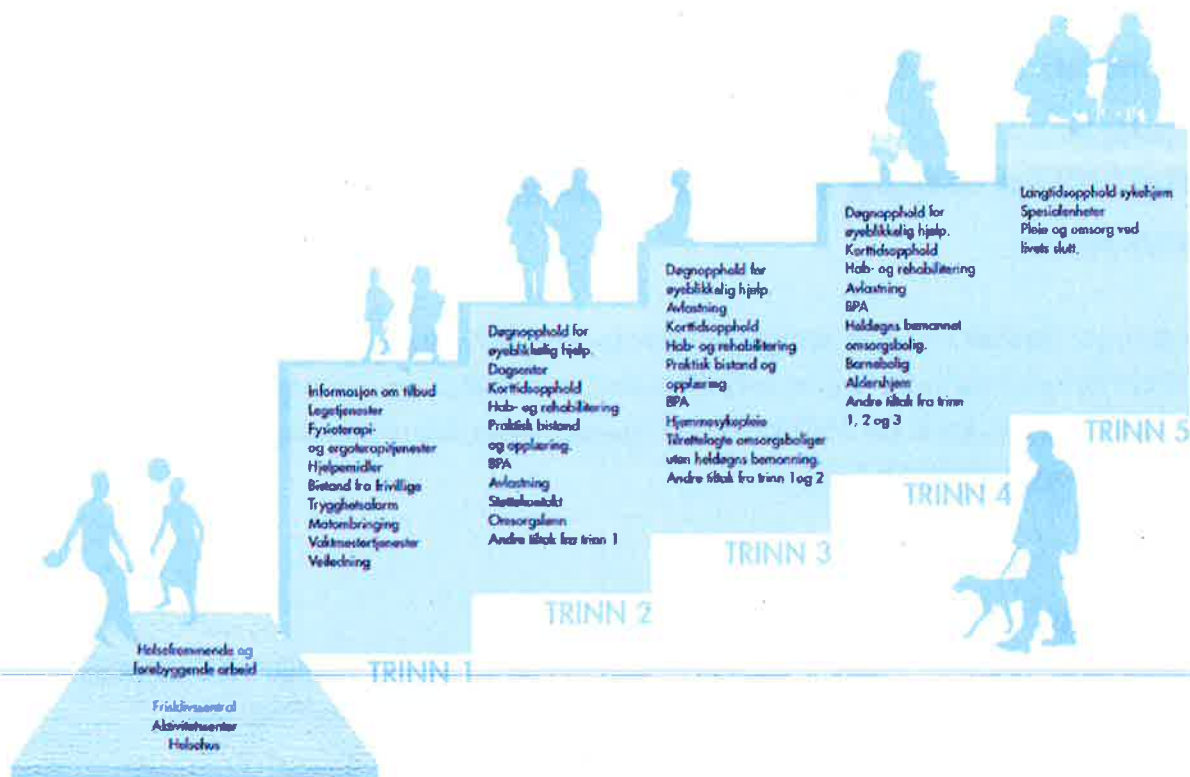 Helsefremmende og
forebyggende arbeid
Frisklivssentral
Aktivitetssenter
Helsehus
Informasjon om tilbud
Legetjenester
Fysioterapi-
og ergoterapitjenester
Hjelpemidler
Bistand fra frivillige
Trygghetsalarm
Matombringing
Vaktmestertjenester
Veiledning
TRINN 1
Døgnopphold for
øyeblikkelig hjelp.
Dagsenter
Korttidsopphold
Hab- og rehabilitering
Praktisk bistand
og opplæring.
BPA
Avlastning
Støttekontakt
Omsorgslønn
Andre tiltak fra trinn 1
TRINN 2
Døgnopphold for
øyeblikkelig hjelp
Avlastning
Korttidsopphold
Hab- og rehabilitering
Praktisk bistand og
opplæring
BPA
Hjemmesykepleie
Tilrettelagte omsorgsboliger
uten heldøgns bemanning.
Andre tiltak fra trinn 1 og 2
TRINN 3
Døgnopphold for
øyeblikkelig hjelp.
Korttidsopphold
Hab- og rehabilitering
Avlastning
BPA
Heldøgns bemannet
omsorgsbolig.
Barnebolig
Aldershjem
Andre tiltak fra trinn
1, 2 og 3
TRINN 4
Langtidsopphold sykehjem
Spesialenheter
Pleie og omsorg ved
livets slutt.
TRINN 5